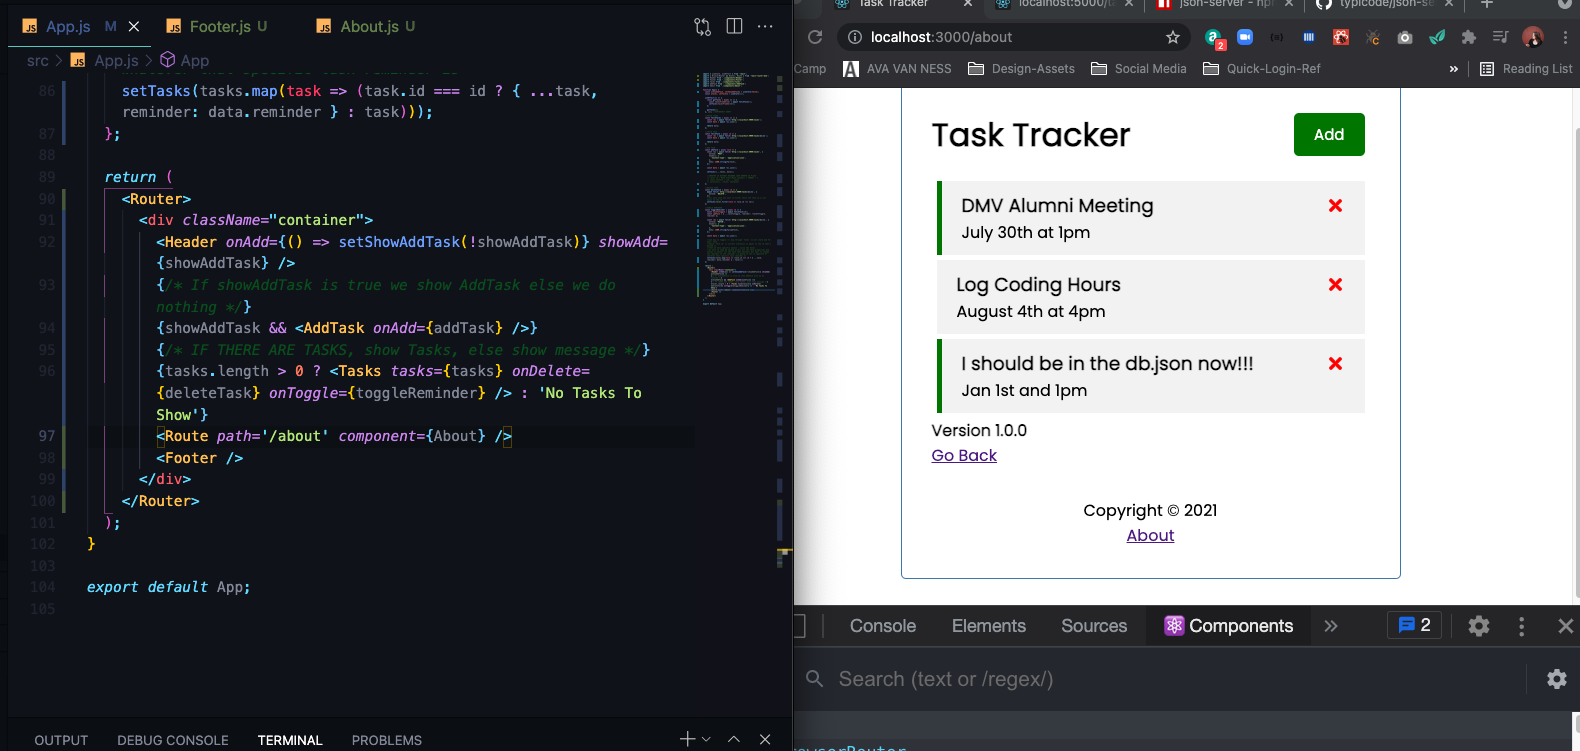 App.js M
Footer.js U
About.js U
src > App.js > App
86 setTasks(tasks.map(task => (task.id === id ? { ...task,
reminder: data.reminder } : task)));
87 };
88
89 return (
90 <Router>
91 <div className="container">
92 <Header onAdd={() => setShowAddTask(!showAddTask)} showAdd=
{showAddTask} />
93 {/* If showAddTask is true we show AddTask else we do
nothing */}
94 {showAddTask && <AddTask onAdd={addTask} />}
95 {/* IF THERE ARE TASKS, show Tasks, else show message */}
96 {tasks.length > 0 ? <Tasks tasks={tasks} onDelete=
{deleteTask} onToggle={toggleReminder} /> : 'No Tasks To
Show'}
97 <Route path='/about' component={About} />
98 <Footer />
99 </div>
100 </Router>
101 );
102 }
103
104 export default App;
105
OUTPUT DEBUG CONSOLE TERMINAL PROBLEMS
Task Tracker
localhost:5000/ta
json-server - npm
typicode/json-se
localhost:3000/about
2
Camp
AVA VAN NESS
Design-Assets
Social Media
Quick-Login-Ref
»
Reading List
Task Tracker
Add
DMV Alumni Meeting
July 30th at 1pm
Log Coding Hours
August 4th at 4pm
I should be in the db.json now!!!
Jan 1st and 1pm
Version 1.0.0
Go Back
Copyright © 2021
About
Console Elements Sources Components » 2
Search (text or /regex/)